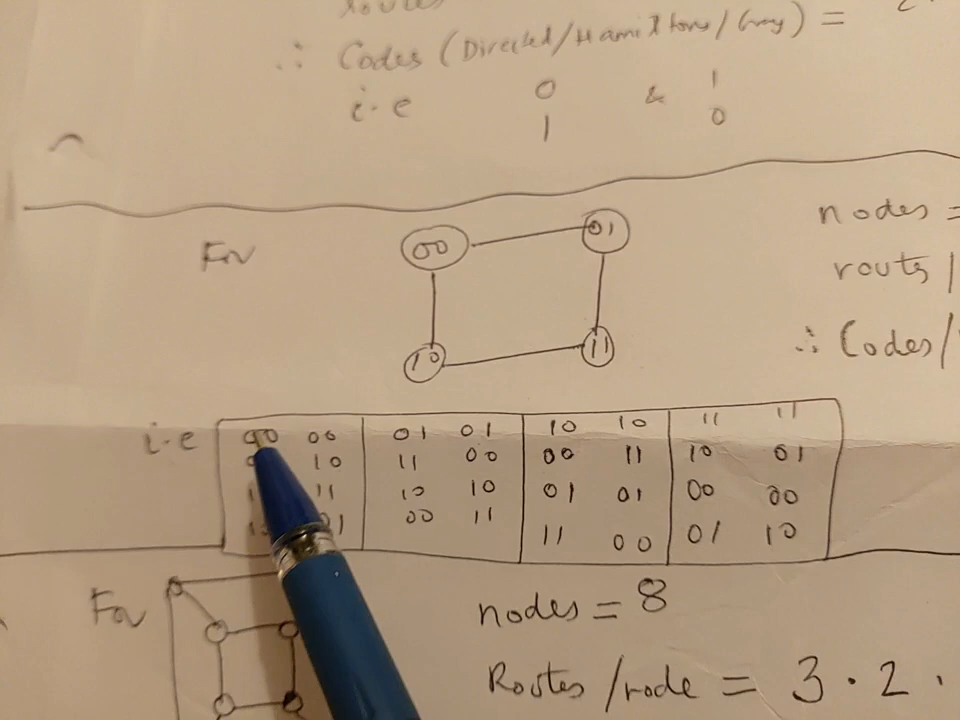 routes
∴ Codes (Directed/Hamiltons/Gray) =
i.e 0 & 1
1 0
For 00 01
10 11
nodes =
routs /
∴ Codes/
i.e 00 00 01 01 10 10 11 11
10 11 00 00 11 10 01
11 10 10 01 01 00 00
01 00 11 11 00 01 10
For
nodes = 8
Routes /node = 3 . 2 .